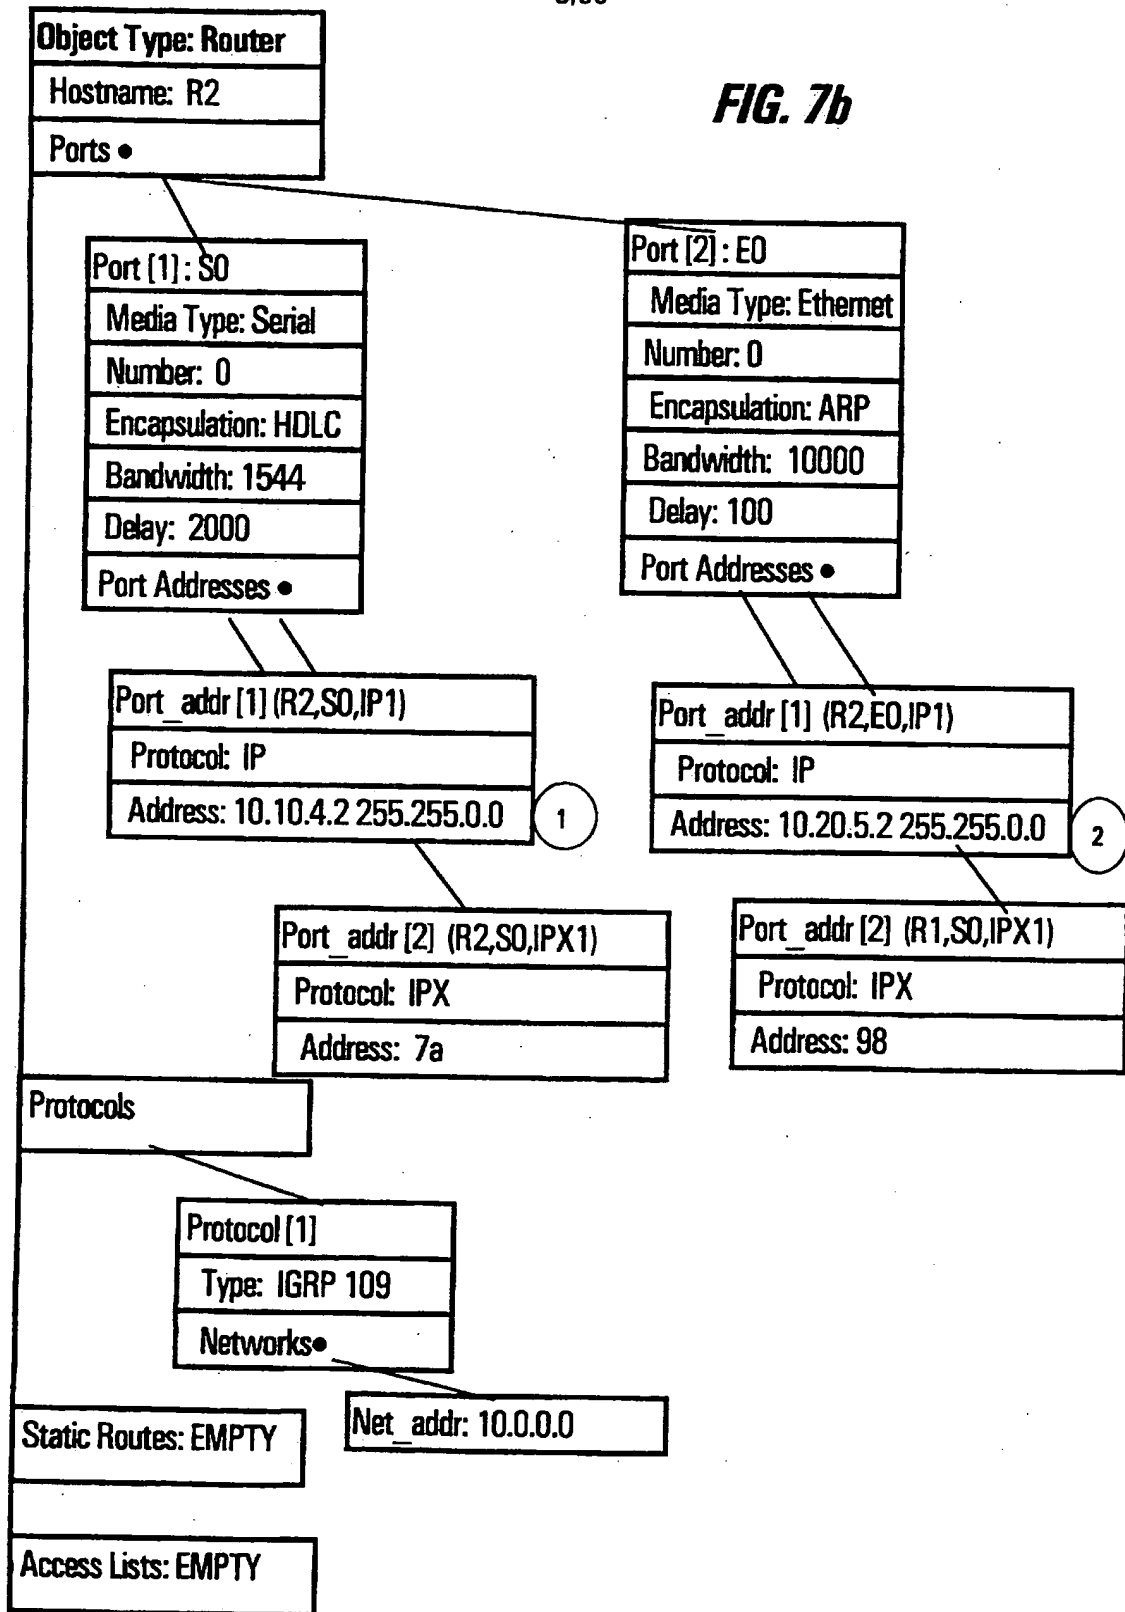 Object Type: Router
Hostname: R2
Ports •
FIG. 7b
Port [1] : S0
Media Type: Serial
Number: 0
Encapsulation: HDLC
Bandwidth: 1544
Delay: 2000
Port Addresses •
Port [2] : E0
Media Type: Ethernet
Number: 0
Encapsulation: ARP
Bandwidth: 10000
Delay: 100
Port Addresses •
Port_addr [1] (R2,S0,IP1)
Protocol: IP
Address: 10.10.4.2 255.255.0.0
1
Port_addr [1] (R2,E0,IP1)
Protocol: IP
Address: 10.20.5.2 255.255.0.0
2
Port_addr [2] (R2,S0,IPX1)
Protocol: IPX
Address: 7a
Port_addr [2] (R1,S0,IPX1)
Protocol: IPX
Address: 98
Protocols
Protocol [1]
Type: IGRP 109
Networks•
Net_addr: 10.0.0.0
Static Routes: EMPTY
Access Lists: EMPTY